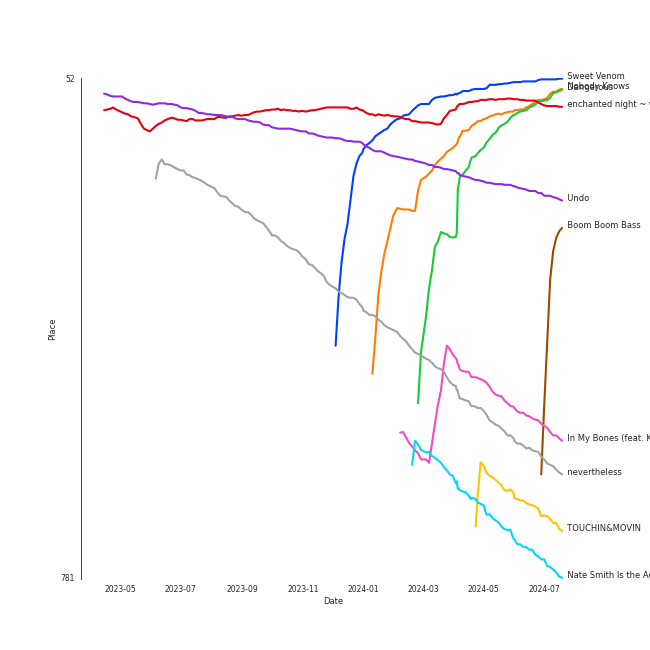 52
Sweet Venom
Nobody Knows
enchanted night ~
Undo
Boom Boom Bass
Place
In My Bones (feat. K
nevertheless
TOUCHIN&MOVIN
Nate Smith Is the A
781
2023-05
2023-07
2023-09
2023-11
2024-01
2024-03
2024-05
2024-07
Date